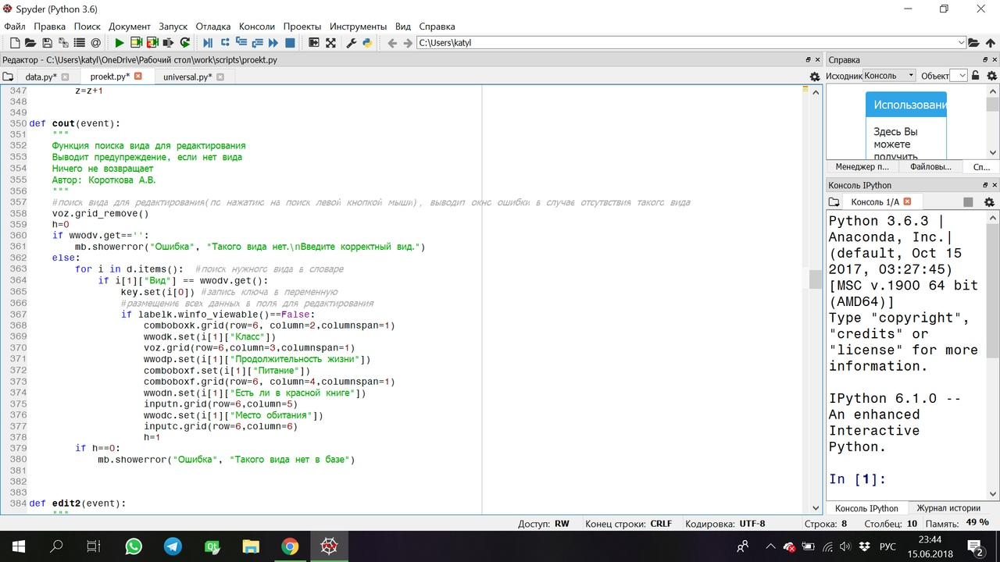 Spyder (Python 3.6)
Файл Правка Поиск Документ Запуск Отладка Консоли Проекты Инструменты Вид Справка
C:\Users\katyl
Редактор - C:\Users\katyl\OneDrive\Рабочий стол\work\scripts\proekt.py
data.py* proekt.py* universal.py*
347 z=z+1
348
349
350 def cout(event):
351 """
352 Функция поиска вида для редактирования
353 Выводит предупреждение, если нет вида
354 Ничего не возвращает
355 Автор: Короткова А.В.
356 """
357 #поиск вида для редактирования(по нажатию на поиск левой кнопкой мыши), выводит окно ошибки в случае отсутвствия такого вида
358 voz.grid_remove()
359 h=0
360 if wwodv.get=='':
361 mb.showerror("Ошибка", "Такого вида нет.\nВведите корректный вид.")
362 else:
363 for i in d.items(): #поиск нужного вида в словаре
364 if i[1]["Вид"] == wwodv.get():
365 key.set(i[0]) #запись ключа в переменную
366 #размещение всех данных в поля для редактирования
367 if labelk.winfo_viewable()==False:
368 comboboxk.grid(row=6, column=2,columnspan=1)
369 wwodk.set(i[1]["Класс"])
370 voz.grid(row=6,column=3,columnspan=1)
371 wwodp.set(i[1]["Продолжительность жизни"])
372 comboboxf.set(i[1]["Питание"])
373 comboboxf.grid(row=6, column=4,columnspan=1)
374 wwodn.set(i[1]["Есть ли в красной книге"])
375 inputn.grid(row=6,column=5)
376 wwodc.set(i[1]["Место обитания"])
377 inputc.grid(row=6,column=6)
378 h=1
379 if h==0:
380 mb.showerror("Ошибка", "Такого вида нет в базе")
381
382
383
384 def edit2(event):
"""
Справка
Исходник Консоль Объект
Использовани
Здесь Вы
можете
получить
Менеджер п... Файловы... Сп...
Консоль IPython
Консоль 1/A
Python 3.6.3 |
Anaconda, Inc.|
(default, Oct 15
2017, 03:27:45)
[MSC v.1900 64 bit
(AMD64)]
Type "copyright",
"credits" or
"license" for more
information.
IPython 6.1.0 --
An enhanced
Interactive
Python.
In [1]:
Консоль IPython Журнал истории
Доступ: RW Конец строки: CRLF Кодировка: UTF-8 Строка: 8 Столбец: 10 Память: 49 %
Qt
РУС
23:44
15.06.2018
2